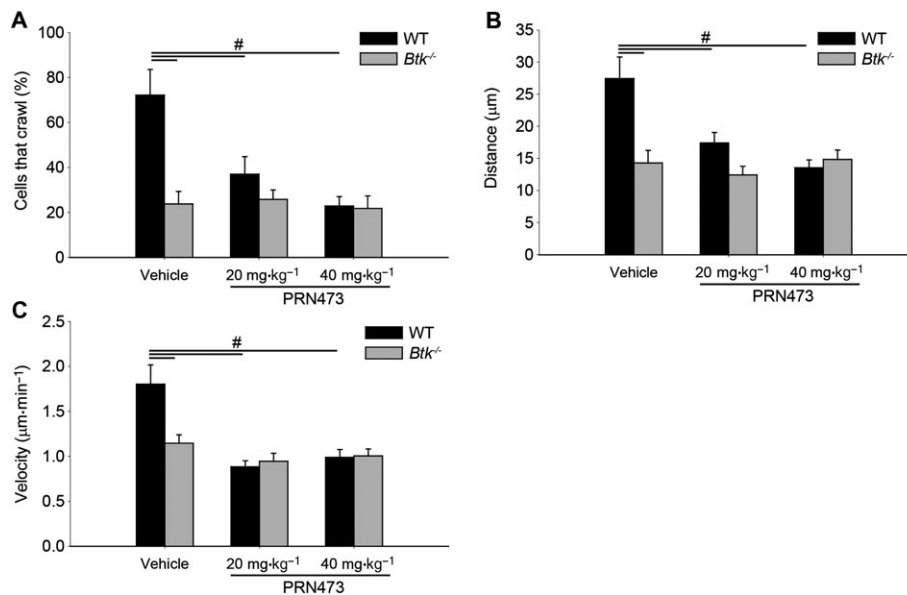 A
#
WT
Btk-/-
Cells that crawl (%)
100
80
60
40
20
0
Vehicle
20 mg·kg−1
40 mg·kg−1
PRN473
B
#
WT
Btk-/-
Distance (μm)
35
30
25
20
15
10
5
0
Vehicle
20 mg·kg−1
40 mg·kg−1
PRN473
C
#
WT
Btk-/-
Velocity (μm·min−1)
2.5
2.0
1.5
1.0
0.5
0.0
Vehicle
20 mg·kg−1
40 mg·kg−1
PRN473